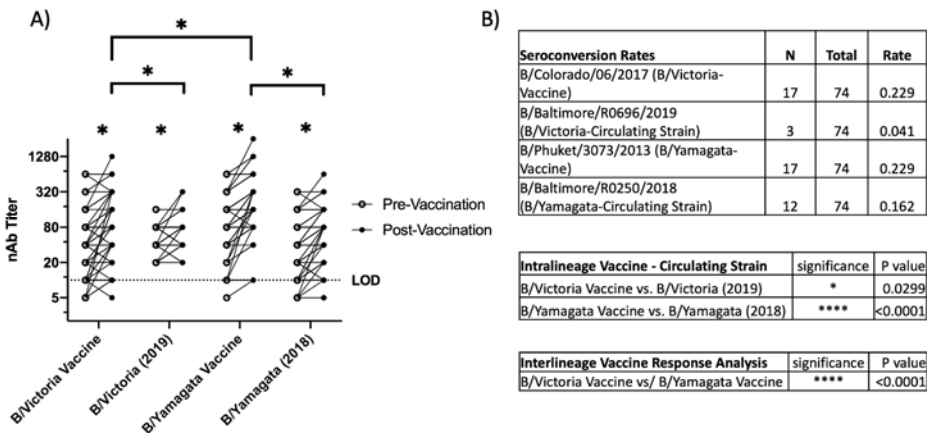 A)
*
*
*
*
*
*
*
1280
320
80
20
5
nAb Titer
Pre-Vaccination
Post-Vaccination
LOD
B/Victoria Vaccine
B/Victoria (2019)
B/Yamagata Vaccine
B/Yamagata (2018)
B)
Seroconversion Rates N Total Rate
B/Colorado/06/2017 (B/Victoria-
Vaccine) 17 74 0.229
B/Baltimore/R0696/2019
(B/Victoria-Circulating Strain) 3 74 0.041
B/Phuket/3073/2013 (B/Yamagata-
Vaccine) 17 74 0.229
B/Baltimore/R0250/2018
(B/Yamagata-Circulating Strain) 12 74 0.162
Intralineage Vaccine - Circulating Strain significance P value
B/Victoria Vaccine vs. B/Victoria (2019) * 0.0299
B/Yamagata Vaccine vs. B/Yamagata (2018) **** <0.0001
Interlineage Vaccine Response Analysis significance P value
B/Victoria Vaccine vs/ B/Yamagata Vaccine **** <0.0001